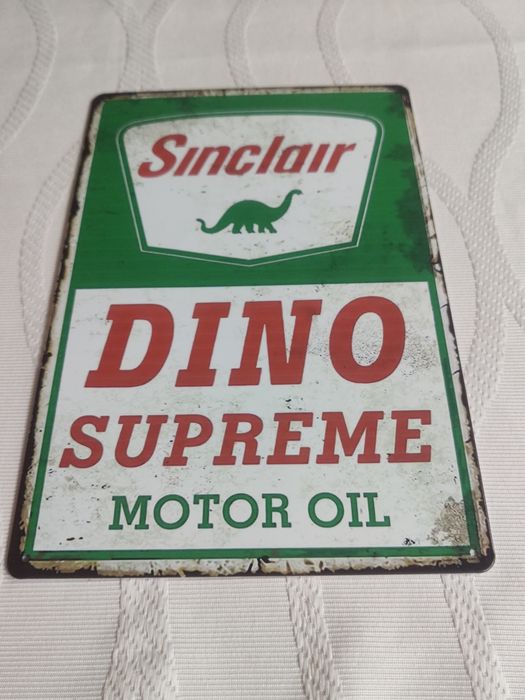 Sinclair
DINO
SUPREME
MOTOR OIL